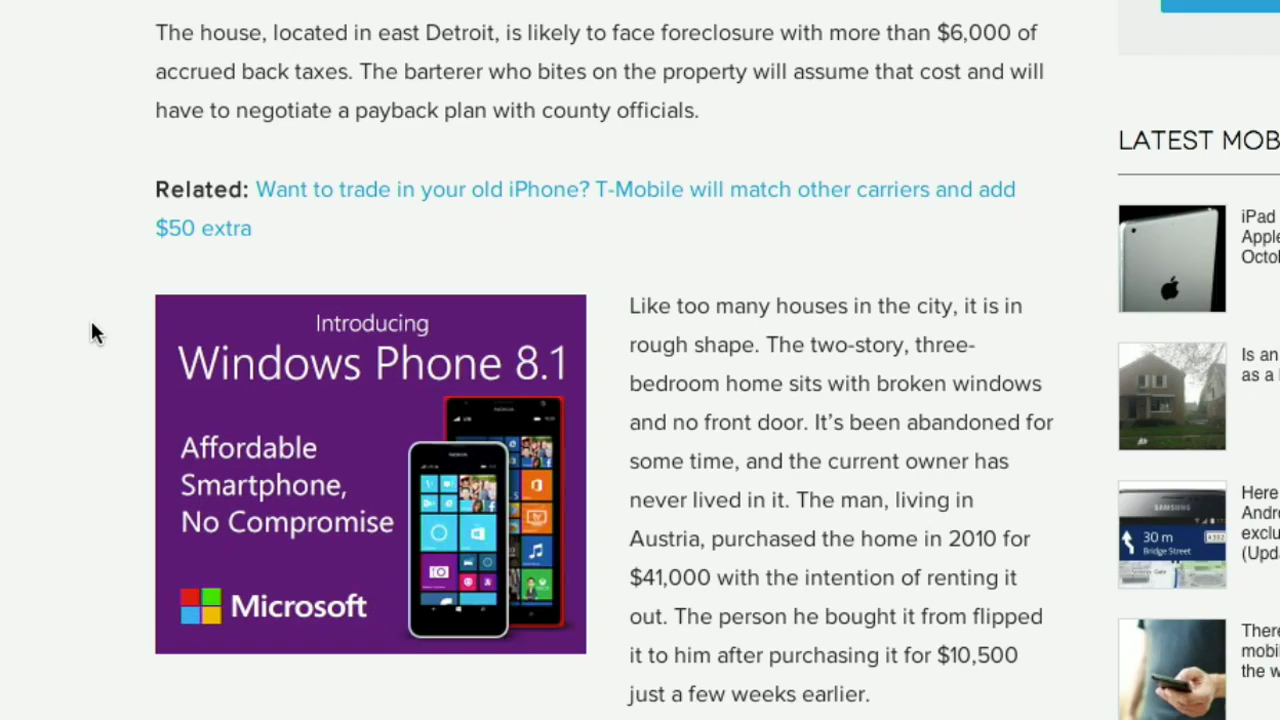 The house, located in east Detroit, is likely to face foreclosure with more than $6,000 of
accrued back taxes. The barterer who bites on the property will assume that cost and will
have to negotiate a payback plan with county officials.
Related: Want to trade in your old iPhone? T-Mobile will match other carriers and add
$50 extra
Introducing
Windows Phone 8.1
Affordable
Smartphone,
No Compromise
Microsoft
Like too many houses in the city, it is in
rough shape. The two-story, three-
bedroom home sits with broken windows
and no front door. It’s been abandoned for
some time, and the current owner has
never lived in it. The man, living in
Austria, purchased the home in 2010 for
$41,000 with the intention of renting it
out. The person he bought it from flipped
it to him after purchasing it for $10,500
just a few weeks earlier.
LATEST MOB
iPad
Apple
Octo
Is an
as a
SAMSUNG
30 m
Bridge Street
Here
Andr
exclu
(Upd
There
mobi
the w